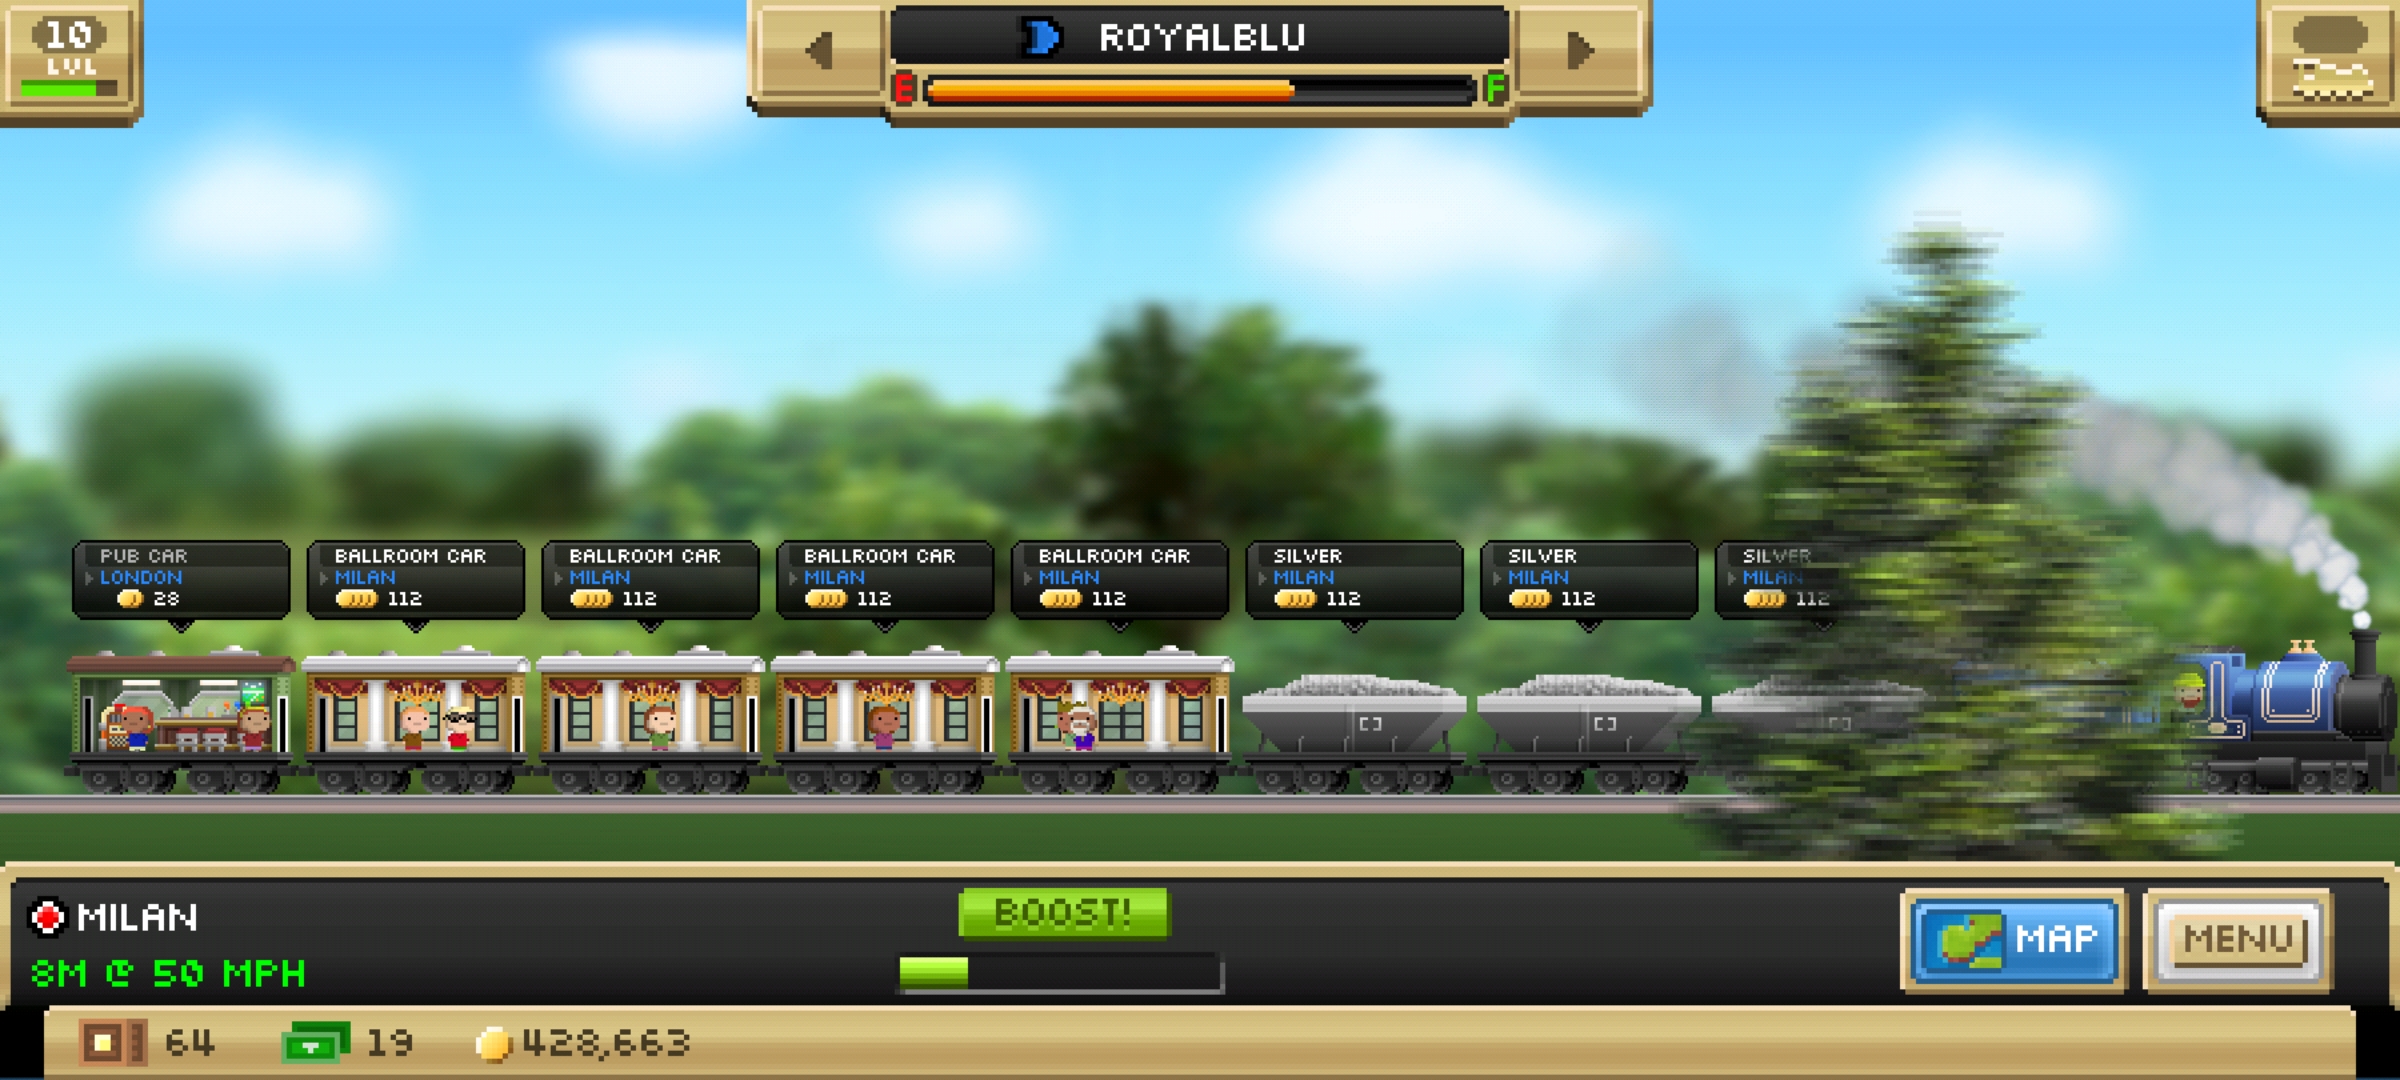 10
LVL
ROYALBLU
E F
PUB CAR
LONDON
28
BALLROOM CAR
MILAN
112
BALLROOM CAR
MILAN
112
BALLROOM CAR
MILAN
112
BALLROOM CAR
MILAN
112
SILVER
MILAN
112
SILVER
MILAN
112
SILVER
MILAN
112
MILAN
8M @ 50 MPH
BOOST!
MAP
MENU
64
19
428,663